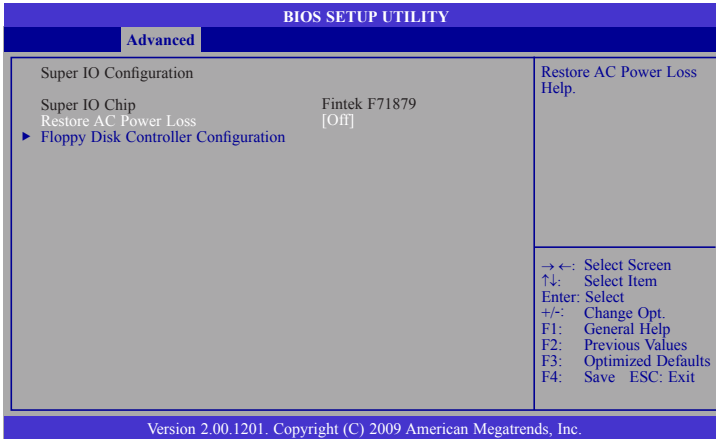 BIOS SETUP UTILITY
Advanced
Super IO Configuration
Super IO Chip Fintek F71879
Restore AC Power Loss [Off]
▶ Floppy Disk Controller Configuration
Restore AC Power Loss
Help.
→←: Select Screen
↑↓: Select Item
Enter: Select
+/-: Change Opt.
F1: General Help
F2: Previous Values
F3: Optimized Defaults
F4: Save ESC: Exit
Version 2.00.1201. Copyright (C) 2009 American Megatrends, Inc.